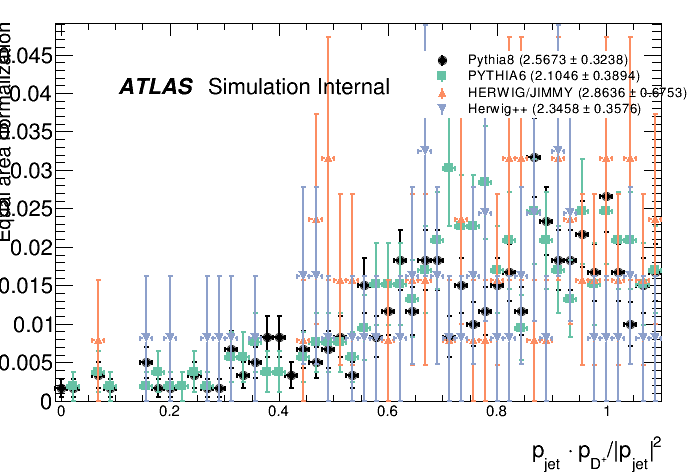 Equal area normalization
0.045
0.04
0.035
0.03
0.025
0.02
0.015
0.01
0.005
0
ATLAS Simulation Internal
Pythia8 (2.5673 ± 0.3238)
PYTHIA6 (2.1046 ± 0.3894)
HERWIG/JIMMY (2.8636 ± 0.6753)
Herwig++ (2.3458 ± 0.3576)
0 0.2 0.4 0.6 0.8 1
p_jet · p_D⁺/|p_jet|²